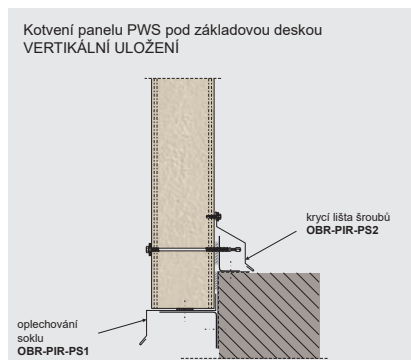 Kotvení panelu PWS pod základovou deskou
VERTIKÁLNÍ ULOŽENÍ
krycí lišta šroubů
OBR-PIR-PS2
oplechování
soklu
OBR-PIR-PS1